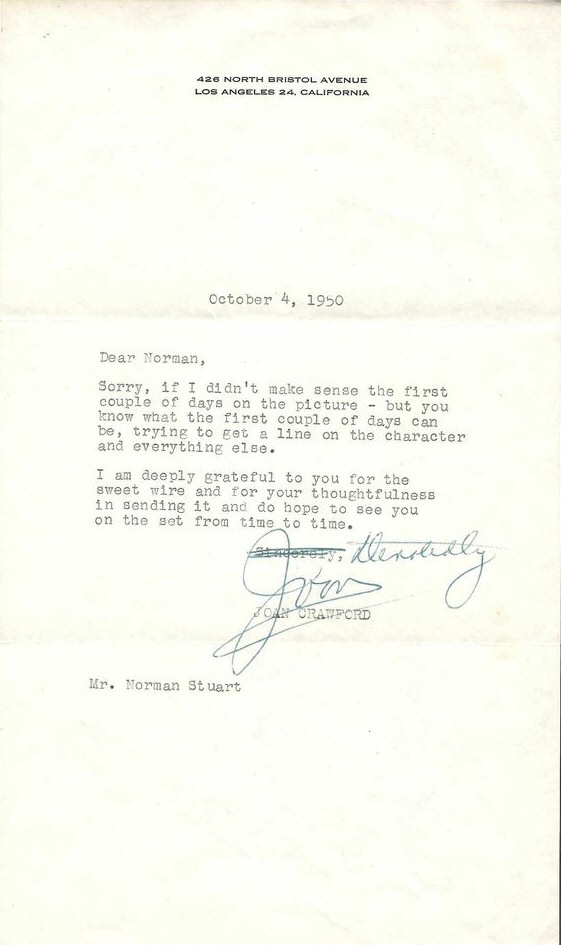 426 NORTH BRISTOL AVENUE
LOS ANGELES 24, CALIFORNIA
October 4, 1950
Dear Norman,
Sorry, if I didn't make sense the first
couple of days on the picture - but you
know what the first couple of days can
be, trying to get a line on the character
and everything else.
I am deeply grateful to you for the
sweet wire and for your thoughtfulness
in sending it and do hope to see you
on the set from time to time.
Sincerely, Devotedly
Joan
JOAN CRAWFORD
Mr. Norman Stuart